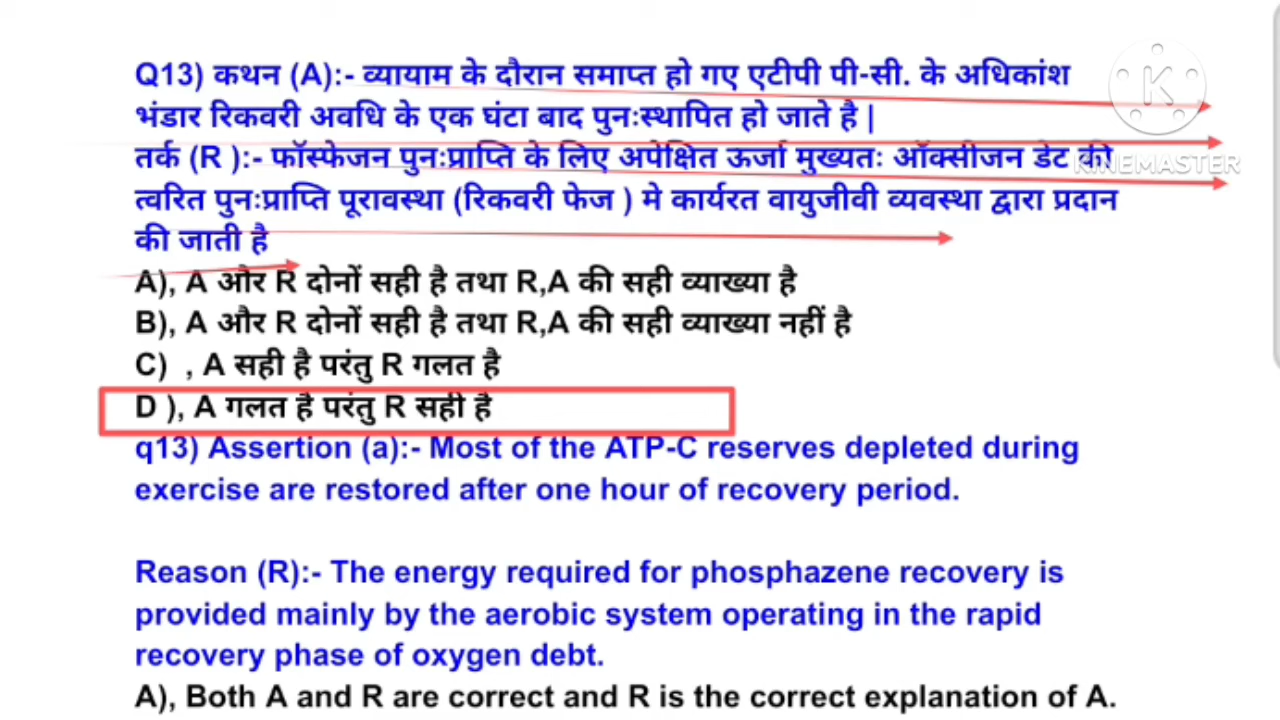 Q13) कथन (A):- व्यायाम के दौरान समाप्त हो गए एटीपी पी-सी. के अधिकांश
भंडार रिकवरी अवधि के एक घंटा बाद पुनःस्थापित हो जाते है |
तर्क (R ):- फॉस्फेजन पुनःप्राप्ति के लिए अपेक्षित ऊर्जा मुख्यतः ऑक्सीजन डेट की
त्वरित पुनःप्राप्ति पूरावस्था (रिकवरी फेज ) मे कार्यरत वायुजीवी व्यवस्था द्वारा प्रदान
की जाती है
A), A और R दोनों सही है तथा R,A की सही व्याख्या है
B), A और R दोनों सही है तथा R,A की सही व्याख्या नहीं है
C) , A सही है परंतु R गलत है
D ), A गलत है परंतु R सही है
q13) Assertion (a):- Most of the ATP-C reserves depleted during
exercise are restored after one hour of recovery period.
Reason (R):- The energy required for phosphazene recovery is
provided mainly by the aerobic system operating in the rapid
recovery phase of oxygen debt.
A), Both A and R are correct and R is the correct explanation of A.
K
KINEMASTER